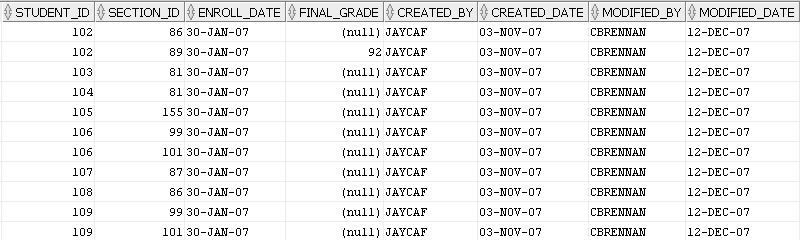 STUDENT_ID SECTION_ID ENROLL_DATE FINAL_GRADE CREATED_BY CREATED_DATE MODIFIED_BY MODIFIED_DATE
102 86 30-JAN-07 (null) JAYCAF 03-NOV-07 CBRENNAN 12-DEC-07
102 89 30-JAN-07 92 JAYCAF 03-NOV-07 CBRENNAN 12-DEC-07
103 81 30-JAN-07 (null) JAYCAF 03-NOV-07 CBRENNAN 12-DEC-07
104 81 30-JAN-07 (null) JAYCAF 03-NOV-07 CBRENNAN 12-DEC-07
105 155 30-JAN-07 (null) JAYCAF 03-NOV-07 CBRENNAN 12-DEC-07
106 99 30-JAN-07 (null) JAYCAF 03-NOV-07 CBRENNAN 12-DEC-07
106 101 30-JAN-07 (null) JAYCAF 03-NOV-07 CBRENNAN 12-DEC-07
107 87 30-JAN-07 (null) JAYCAF 03-NOV-07 CBRENNAN 12-DEC-07
108 86 30-JAN-07 (null) JAYCAF 03-NOV-07 CBRENNAN 12-DEC-07
109 99 30-JAN-07 (null) JAYCAF 03-NOV-07 CBRENNAN 12-DEC-07
109 101 30-JAN-07 (null) JAYCAF 03-NOV-07 CBRENNAN 12-DEC-07